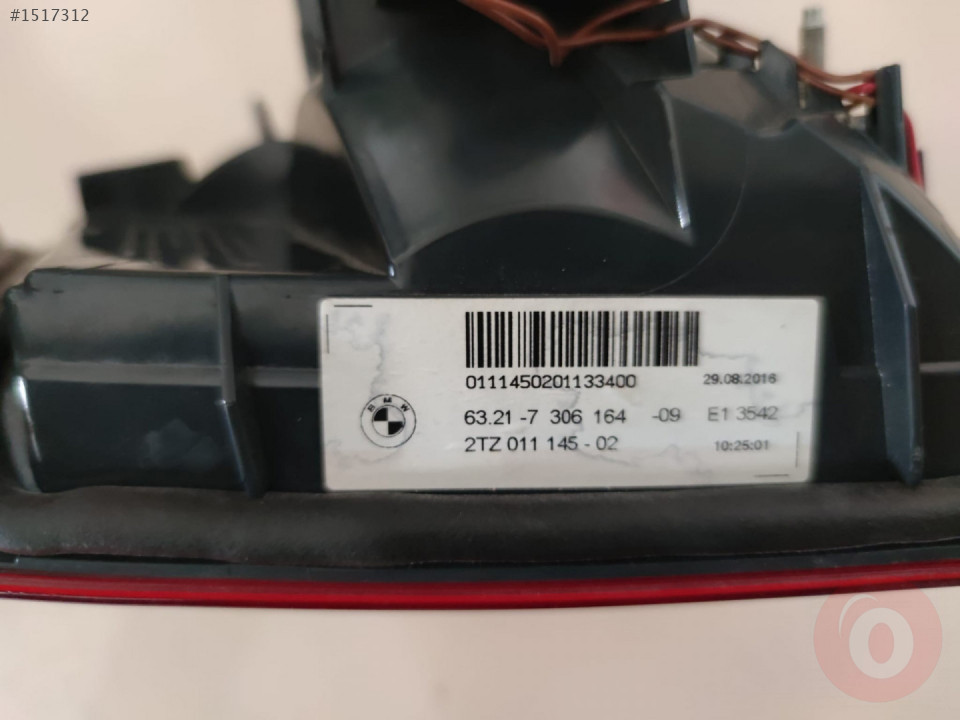 #1517312
0111450201133400
29.08.2016
BMW
63.21 -7 306 164 -09 E1 3542
2TZ 011 145 - 02
10:25:01